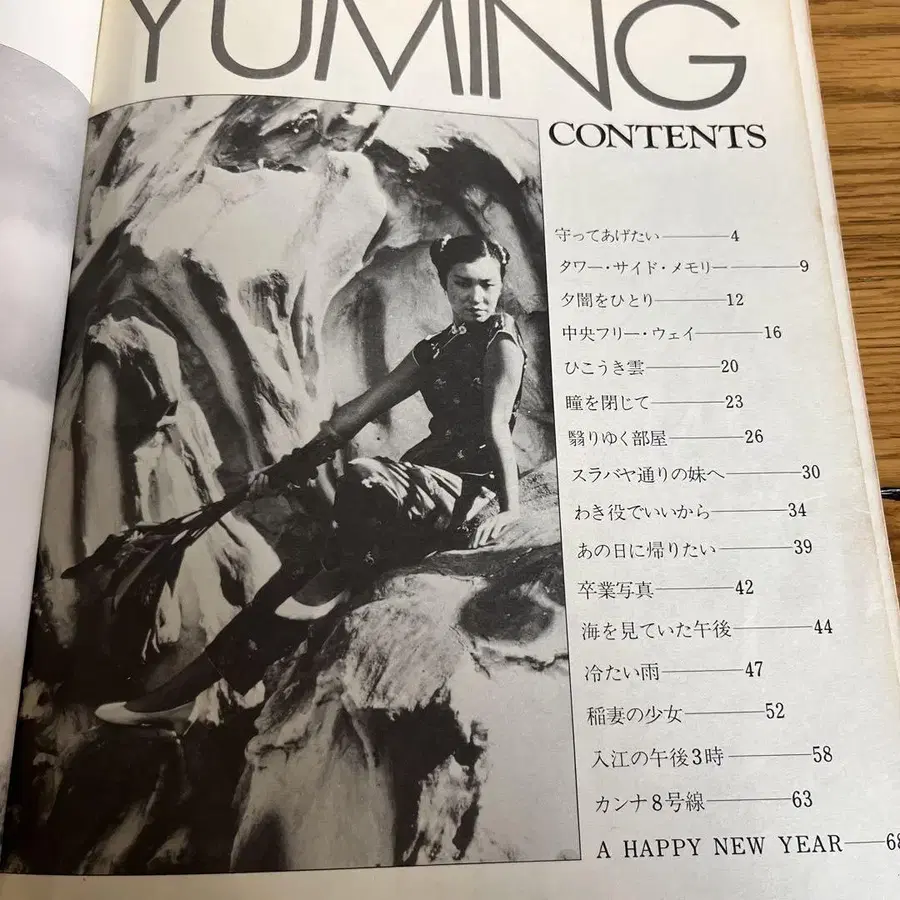 YUMING
CONTENTS
守ってあげたい 4
タワー・サイド・メモリー 9
夕闇をひとり 12
中央フリー・ウェイ 16
ひこうき雲 20
瞳を閉じて 23
翳りゆく部屋 26
スラバヤ通りの妹へ 30
わき役でいいから 34
あの日に帰りたい 39
卒業写真 42
海を見ていた午後 44
冷たい雨 47
稲妻の少女 52
入江の午後3時 58
カンナ8号線 63
A HAPPY NEW YEAR 68